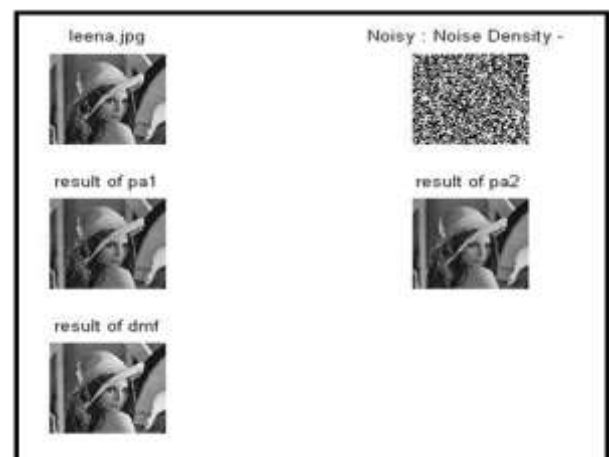 leena.jpg
Noisy : Noise Density -
result of pa1
result of pa2
result of dmf